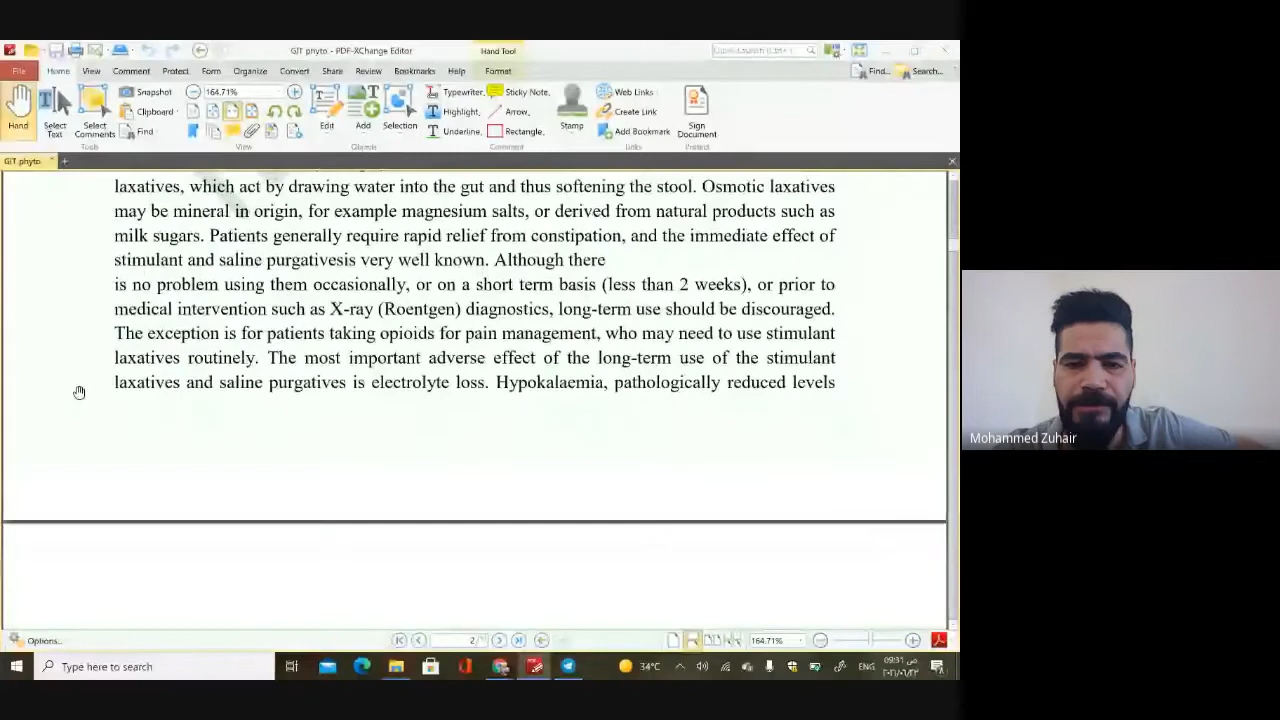 GIT phyto - PDF-XChange Editor
Hand Tool
File Home View Comment Protect Form Organize Convert Share Review Bookmarks Help Format
Find... Search...
Snapshot 164.71% Typewriter, Sticky Note, Web Links
Clipboard Highlight, Arrow, Create Link
Find Underline, Rectangle, Add Bookmark
Hand Select Text Select Comments Edit Add Selection Stamp Sign Document
Tools View Objects Comment Links Protect
GIT phyto
laxatives, which act by drawing water into the gut and thus softening the stool. Osmotic laxatives
may be mineral in origin, for example magnesium salts, or derived from natural products such as
milk sugars. Patients generally require rapid relief from constipation, and the immediate effect of
stimulant and saline purgativesis very well known. Although there
is no problem using them occasionally, or on a short term basis (less than 2 weeks), or prior to
medical intervention such as X-ray (Roentgen) diagnostics, long-term use should be discouraged.
The exception is for patients taking opioids for pain management, who may need to use stimulant
laxatives routinely. The most important adverse effect of the long-term use of the stimulant
laxatives and saline purgatives is electrolyte loss. Hypokalaemia, pathologically reduced levels
Mohammed Zuhair
Options... 2 164.71%
Type here to search 34°C ENG 09:31 ص